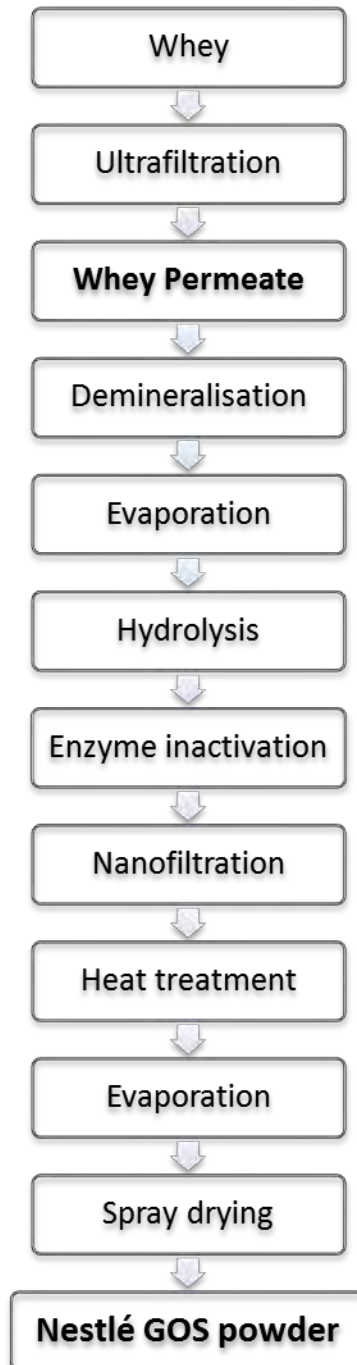 Whey
Ultrafiltration
Whey Permeate
Demineralisation
Evaporation
Hydrolysis
Enzyme inactivation
Nanofiltration
Heat treatment
Evaporation
Spray drying
Nestlé GOS powder